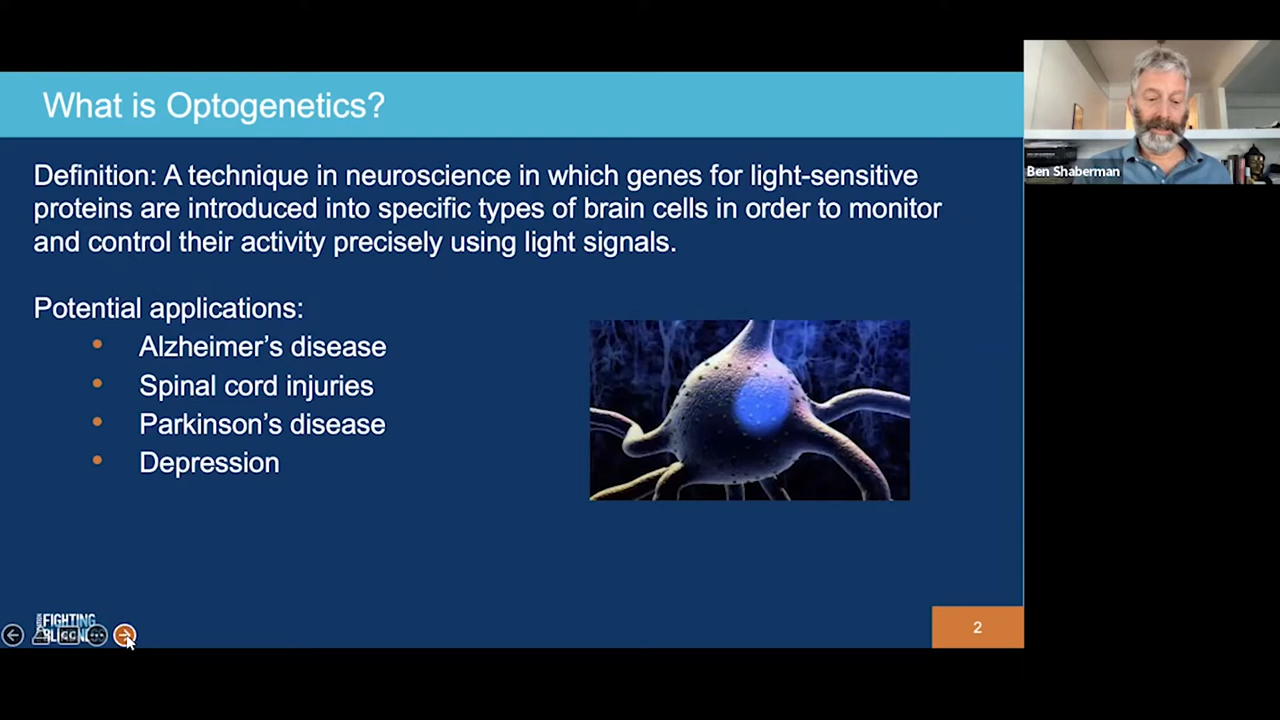 What is Optogenetics?
Definition: A technique in neuroscience in which genes for light-sensitive
proteins are introduced into specific types of brain cells in order to monitor
and control their activity precisely using light signals.
Potential applications:
• Alzheimer’s disease
• Spinal cord injuries
• Parkinson’s disease
• Depression
FIGHTING
2
Ben Shaberman